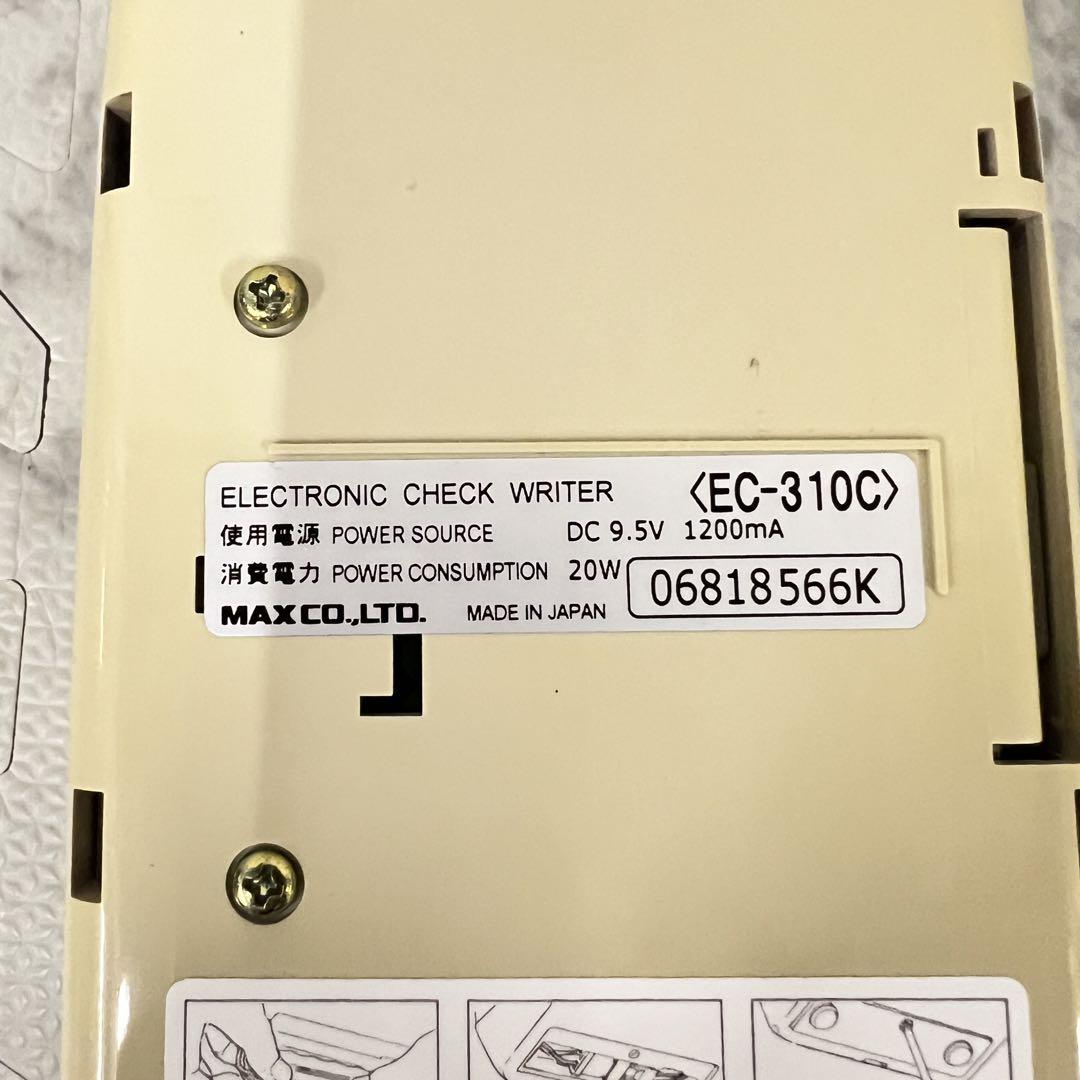 ELECTRONIC CHECK WRITER 〈EC-310C〉
使用電源 POWER SOURCE DC 9.5V 1200mA
消費電力 POWER CONSUMPTION 20W
06818566K
MAX CO.,LTD. MADE IN JAPAN